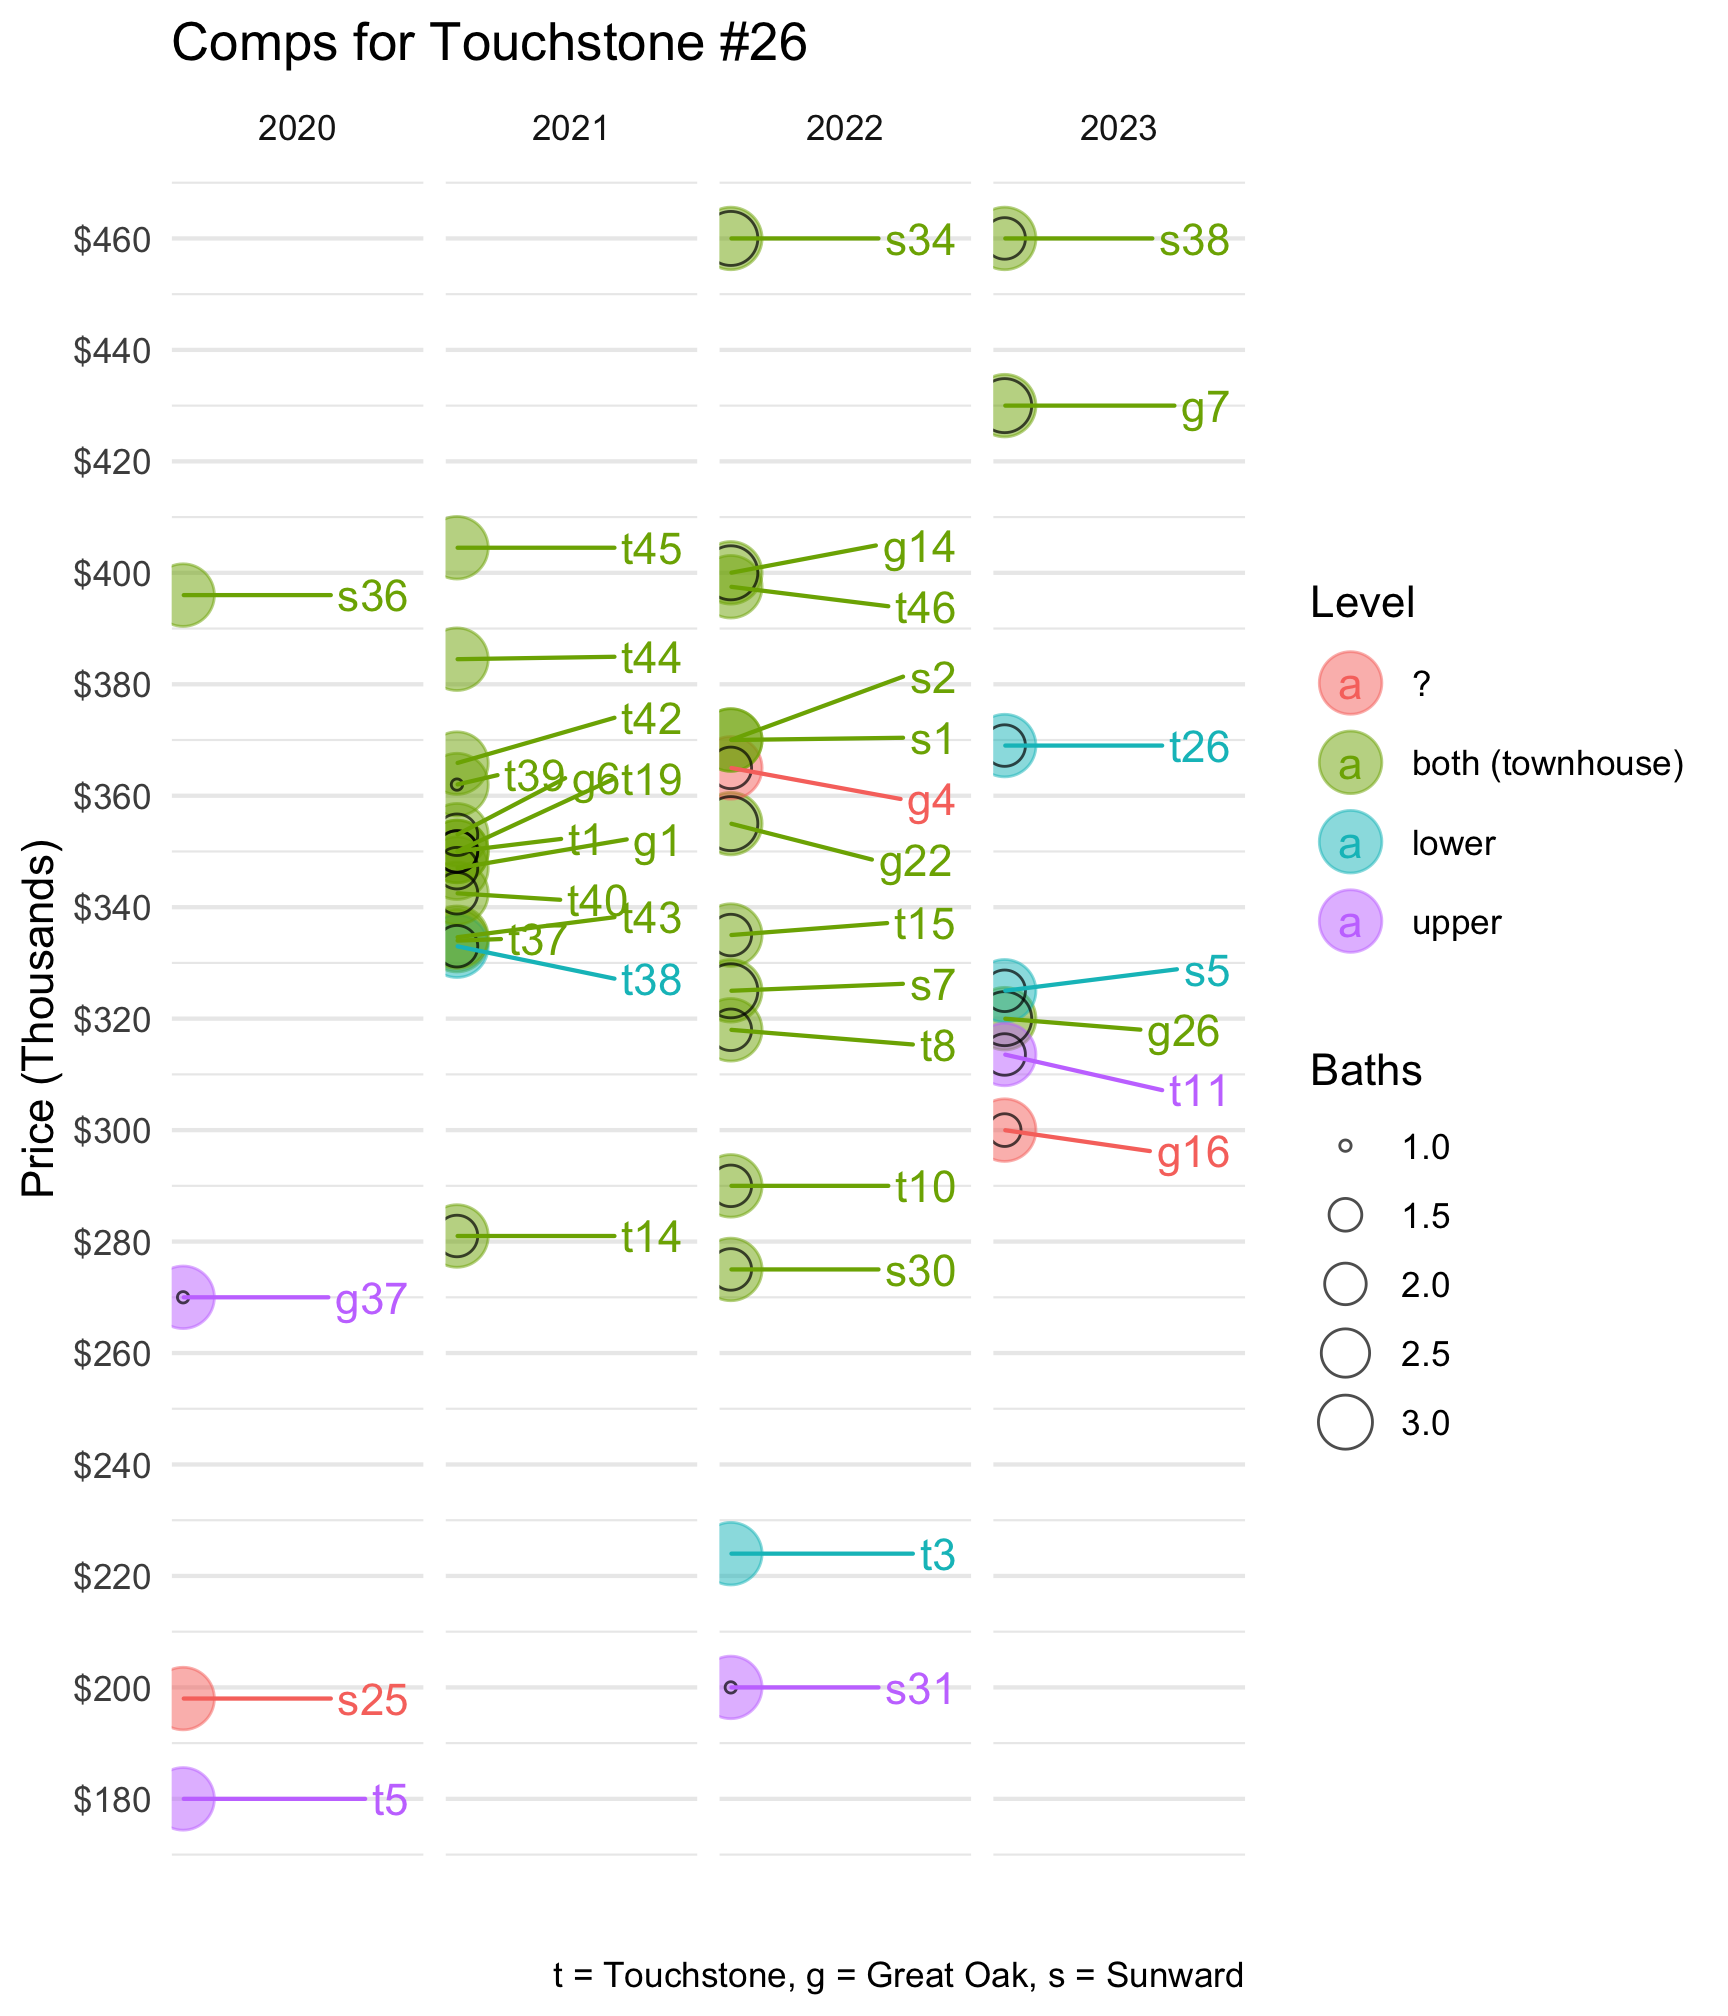 Comps for Touchstone #26
2020 2021 2022 2023
$460 s34 s38
$440
g7
$420
t45 g14
$400
s36 t46
t44
$380 s2
t42 s1 t26
t39 g6 t19
$360 g4
t1 g1 g22
$340 t40
t43 t15
t37
t38 s7 s5
$320 g26
t8
t11
$300 g16
t10
$280 t14
s30
g37
$260
$240
t3
$220
$200 s25 s31
$180 t5
Price (Thousands)
Level
a ?
a both (townhouse)
a lower
a upper
Baths
1.0
1.5
2.0
2.5
3.0
t = Touchstone, g = Great Oak, s = Sunward